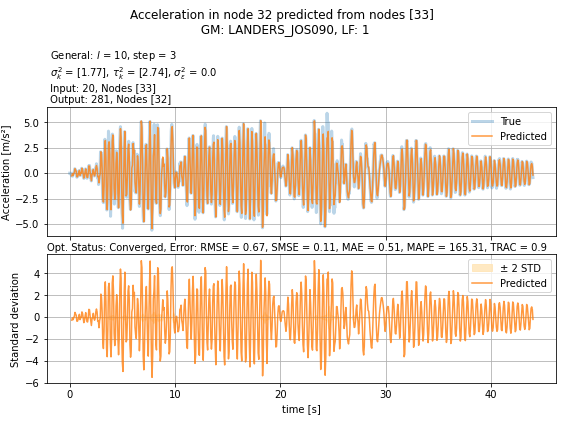 Acceleration in node 32 predicted from nodes [33]
GM: LANDERS_JOS090, LF: 1
General: l = 10, step = 3
σ²_k = [1.77], τ²_k = [2.74], σ²_ε = 0.0
Input: 20, Nodes [33]
Output: 281, Nodes [32]
Acceleration [m/s²]
5.0
2.5
0.0
−2.5
−5.0
True
Predicted
Opt. Status: Converged, Error: RMSE = 0.67, SMSE = 0.11, MAE = 0.51, MAPE = 165.31, TRAC = 0.9
Standard deviation
4
2
0
−2
−4
−6
± 2 STD
Predicted
0
10
20
30
40
time [s]